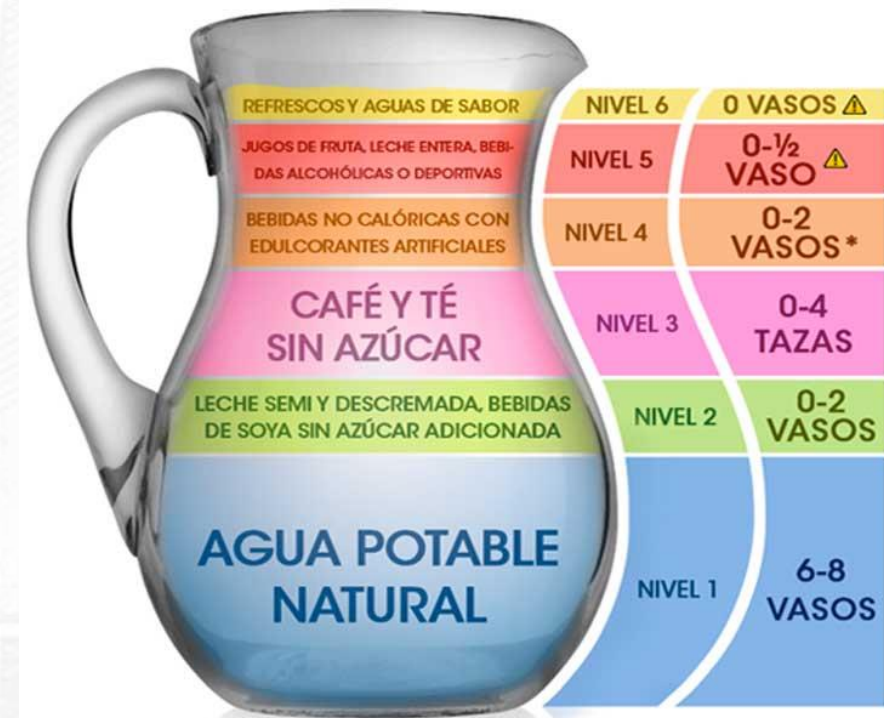 REFRESCOS Y AGUAS DE SABOR
NIVEL 6
0 VASOS
JUGOS DE FRUTA, LECHE ENTERA, BEBI-
DAS ALCOHÓLICAS O DEPORTIVAS
NIVEL 5
0-½
VASO
BEBIDAS NO CALÓRICAS CON
EDULCORANTES ARTIFICIALES
NIVEL 4
0-2
VASOS*
CAFÉ Y TÉ
SIN AZÚCAR
NIVEL 3
0-4
TAZAS
LECHE SEMI Y DESCREMADA, BEBIDAS
DE SOYA SIN AZÚCAR ADICIONADA
NIVEL 2
0-2
VASOS
AGUA POTABLE
NATURAL
NIVEL 1
6-8
VASOS